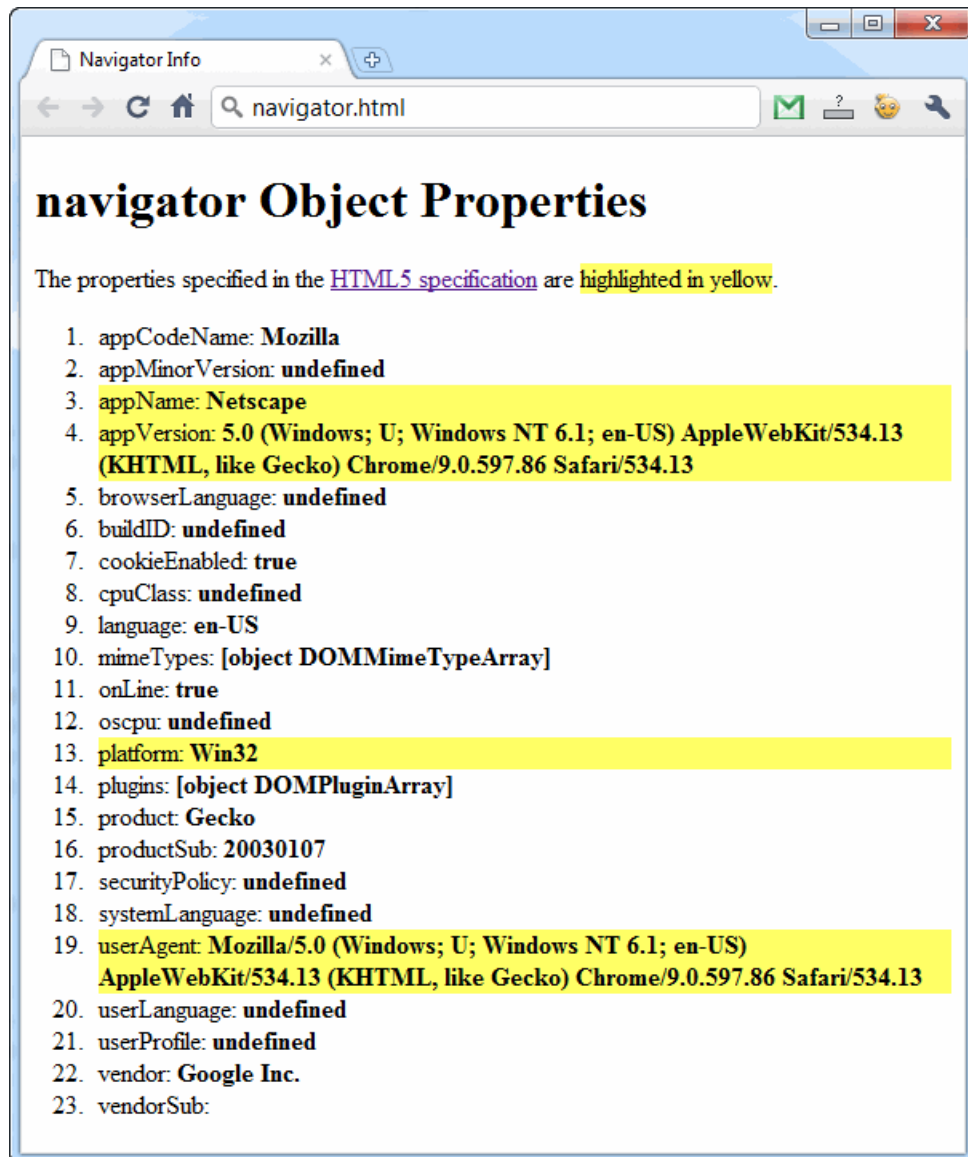 Navigator Info
navigator.html
navigator Object Properties
The properties specified in the HTML5 specification are highlighted in yellow.
1. appCodeName: Mozilla
2. appMinorVersion: undefined
3. appName: Netscape
4. appVersion: 5.0 (Windows; U; Windows NT 6.1; en-US) AppleWebKit/534.13
(KHTML, like Gecko) Chrome/9.0.597.86 Safari/534.13
5. browserLanguage: undefined
6. buildID: undefined
7. cookieEnabled: true
8. cpuClass: undefined
9. language: en-US
10. mimeTypes: [object DOMMimeTypeArray]
11. onLine: true
12. oscpu: undefined
13. platform: Win32
14. plugins: [object DOMPluginArray]
15. product: Gecko
16. productSub: 20030107
17. securityPolicy: undefined
18. systemLanguage: undefined
19. userAgent: Mozilla/5.0 (Windows; U; Windows NT 6.1; en-US)
AppleWebKit/534.13 (KHTML, like Gecko) Chrome/9.0.597.86 Safari/534.13
20. userLanguage: undefined
21. userProfile: undefined
22. vendor: Google Inc.
23. vendorSub: